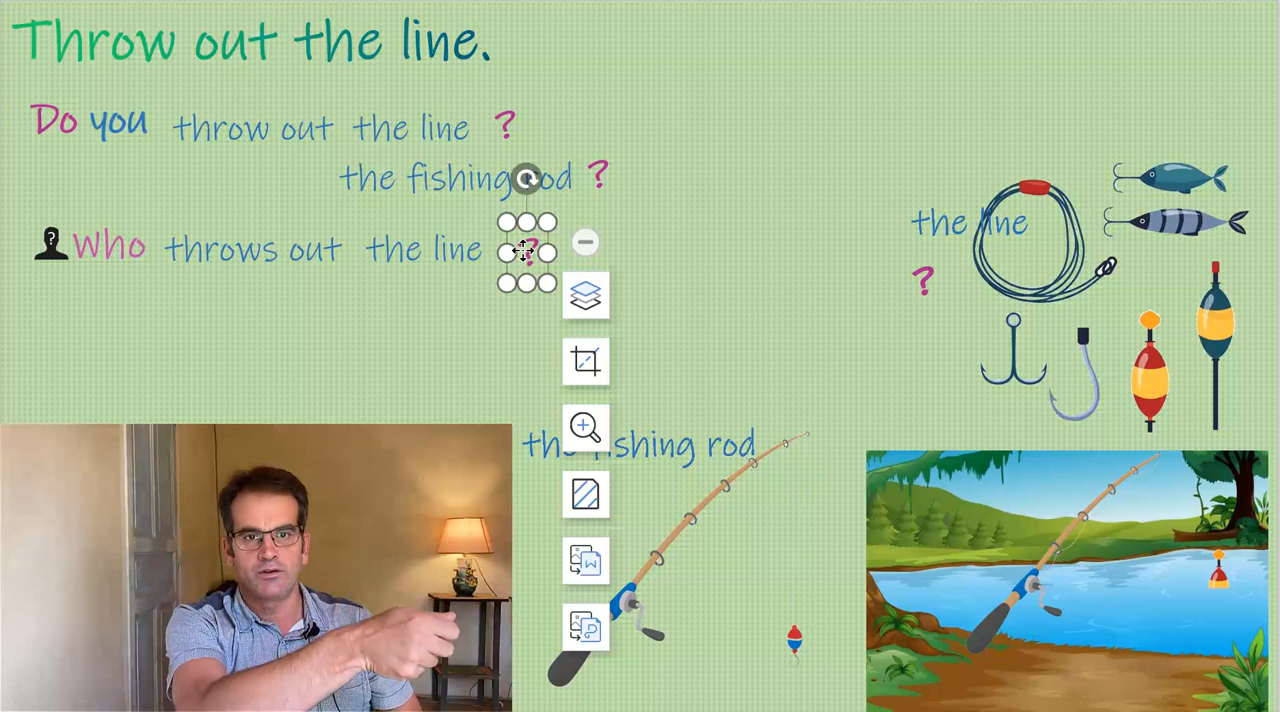 Throw out the line.
Do you throw out the line ?
the fishing rod ?
Who throws out the line ?
the line
?
the fishing rod